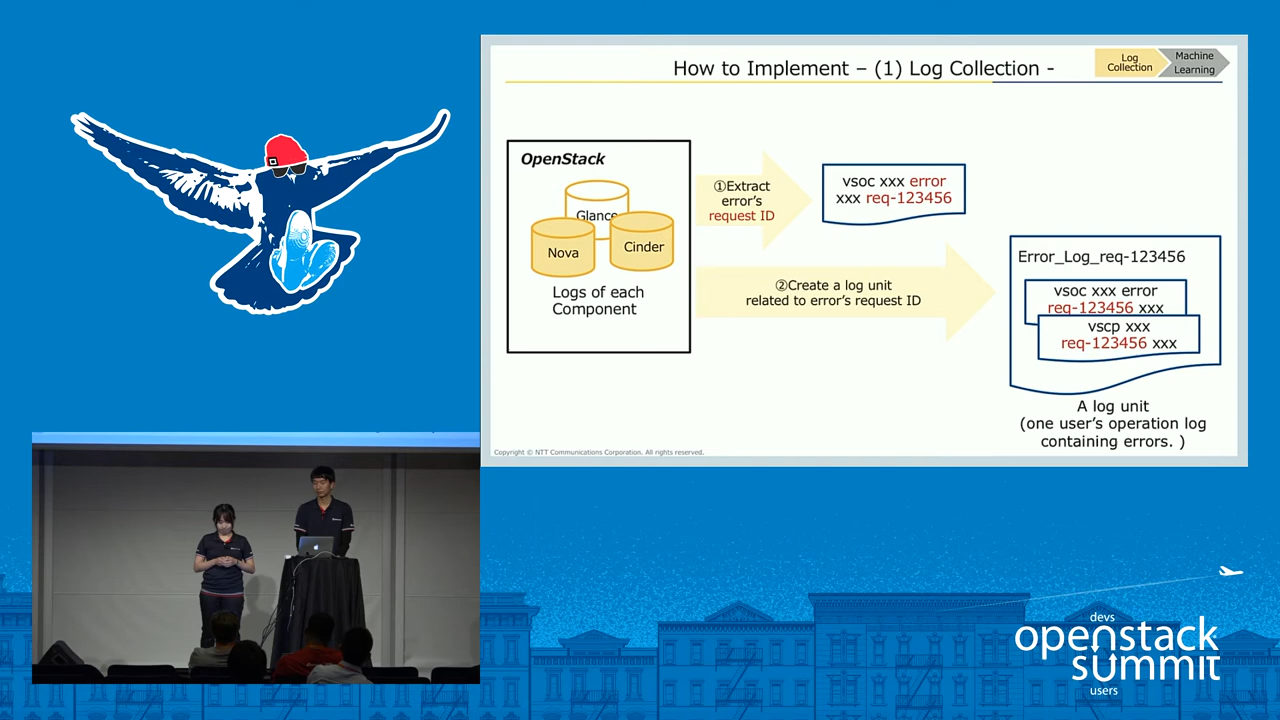 How to Implement – (1) Log Collection -
Log
Collection
Machine
Learning
OpenStack
Glance
Nova
Cinder
Logs of each
Component
①Extract
error's
request ID
vsoc xxx error
xxx req-123456
②Create a log unit
related to error's request ID
Error_Log_req-123456
vsoc xxx error
req-123456 xxx
vscp xxx
req-123456 xxx
A log unit
(one user's operation log
containing errors. )
Copyright © NTT Communications Corporation. All rights reserved.
devs
openstack
summit
users